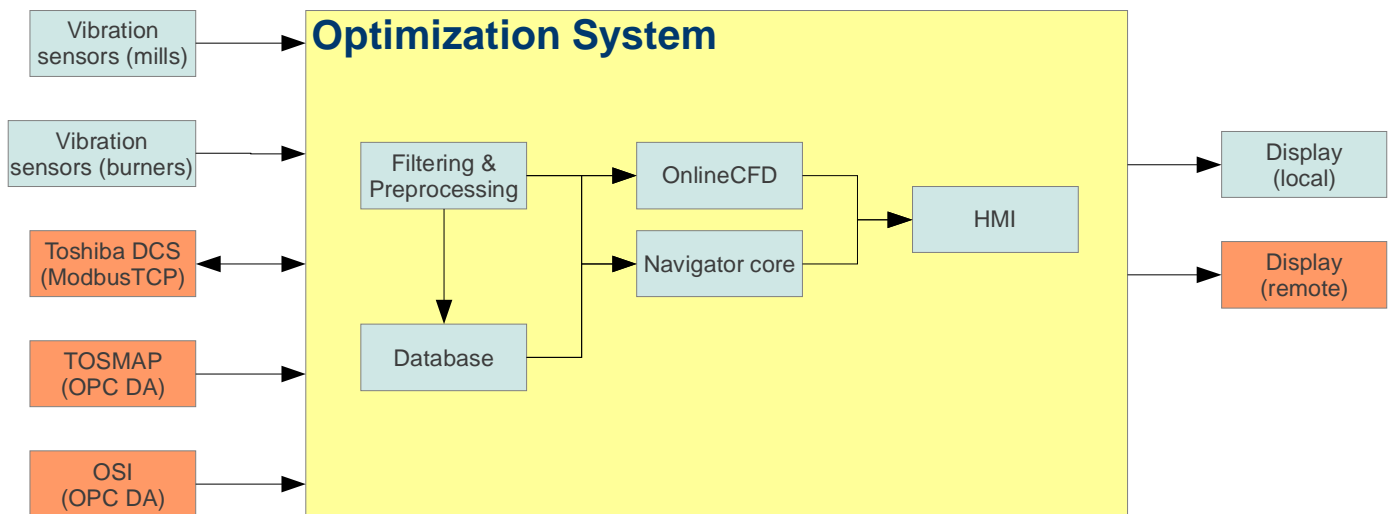 Optimization System
Vibration
sensors (mills)
Vibration
sensors (burners)
Toshiba DCS
(ModbusTCP)
TOSMAP
(OPC DA)
OSI
(OPC DA)
Filtering &
Preprocessing
Database
OnlineCFD
Navigator core
HMI
Display
(local)
Display
(remote)